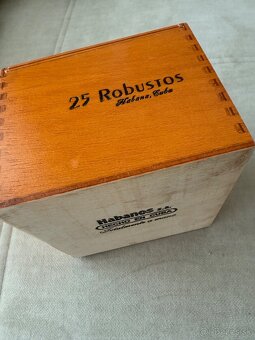 25 ROBUSTOS
Habana, Cuba
Habanos s.a.
HECHO EN CUBA